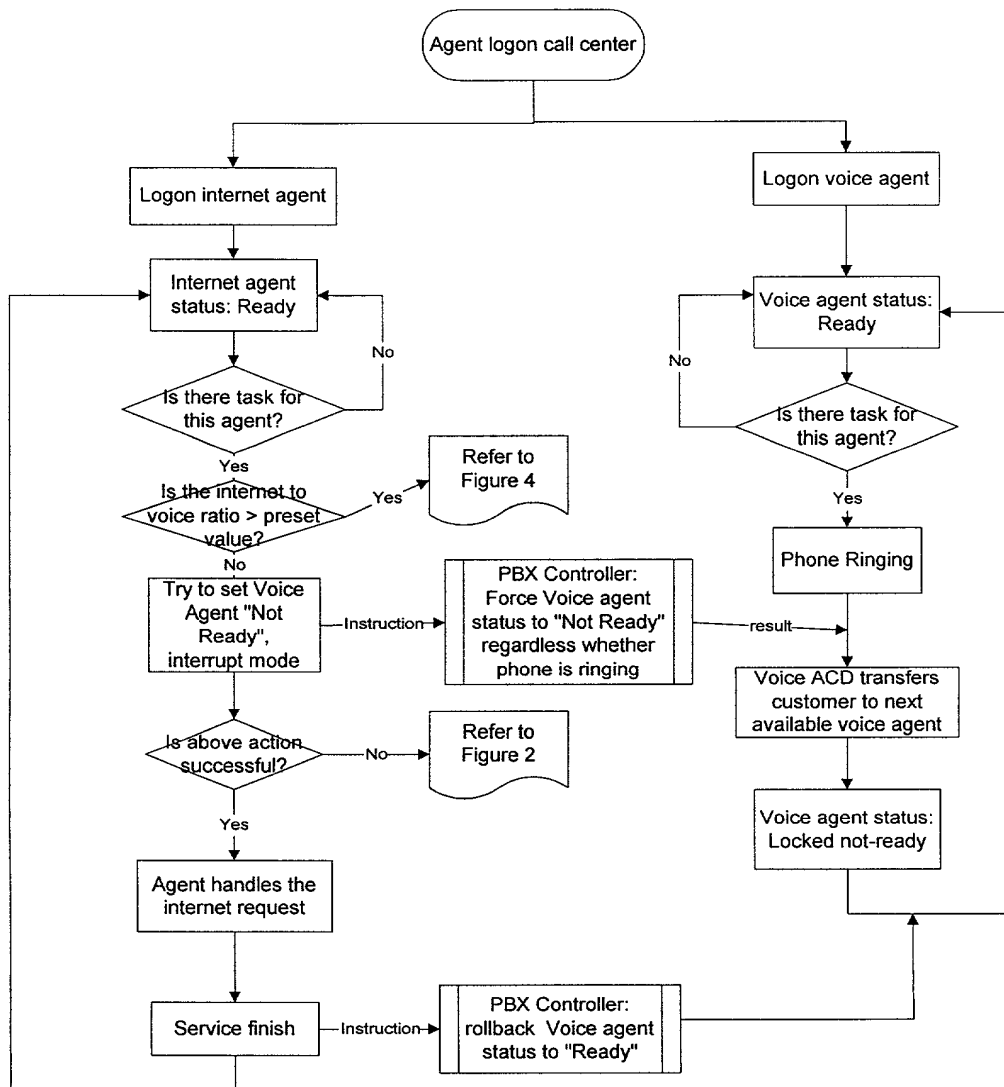 Agent logon call center
Logon internet agent
Logon voice agent
Internet agent
status: Ready
Voice agent status:
Ready
No
No
Is there task for
this agent?
Is there task for
this agent?
Yes
Refer to
Figure 4
Is the internet to
voice ratio > preset
value?
Yes
Yes
No
Phone Ringing
Try to set Voice
Agent "Not
Ready",
interrupt mode
Instruction
PBX Controller:
Force Voice agent
status to "Not Ready"
regardless whether
phone is ringing
result
Voice ACD transfers
customer to next
available voice agent
Is above action
successful?
No
Refer to
Figure 2
Yes
Voice agent status:
Locked not-ready
Agent handles the
internet request
Service finish
Instruction
PBX Controller:
rollback Voice agent
status to "Ready"